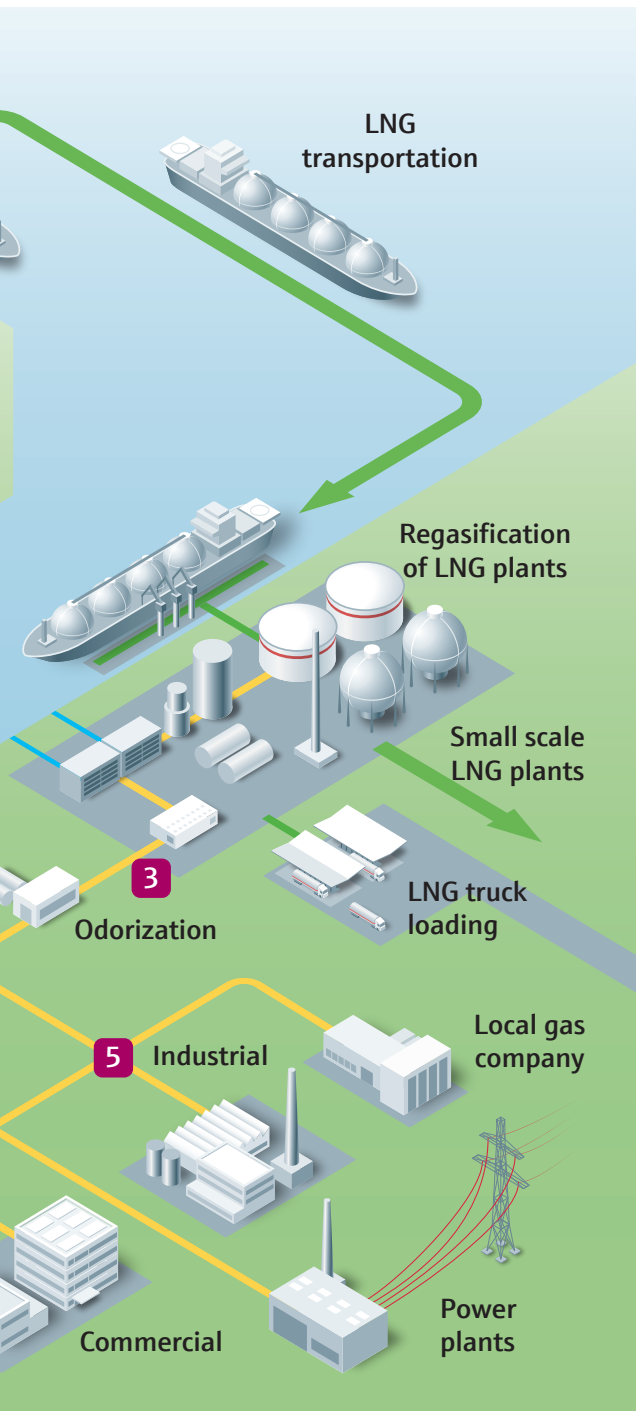 LNG
transportation
Regasification
of LNG plants
Small scale
LNG plants
3
Odorization
LNG truck
loading
5
Industrial
Local gas
company
Commercial
Power
plants